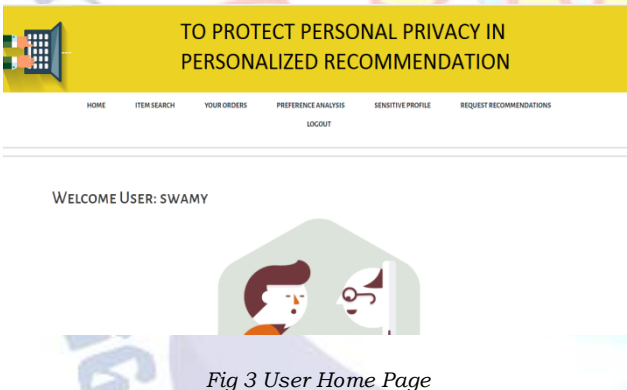 TO PROTECT PERSONAL PRIVACY IN
PERSONALIZED RECOMMENDATION
HOME ITEM SEARCH YOUR ORDERS PREFERENCE ANALYSIS SENSITIVE PROFILE REQUEST RECOMMENDATIONS
LOGOUT
WELCOME USER: SWAMY
Fig 3 User Home Page